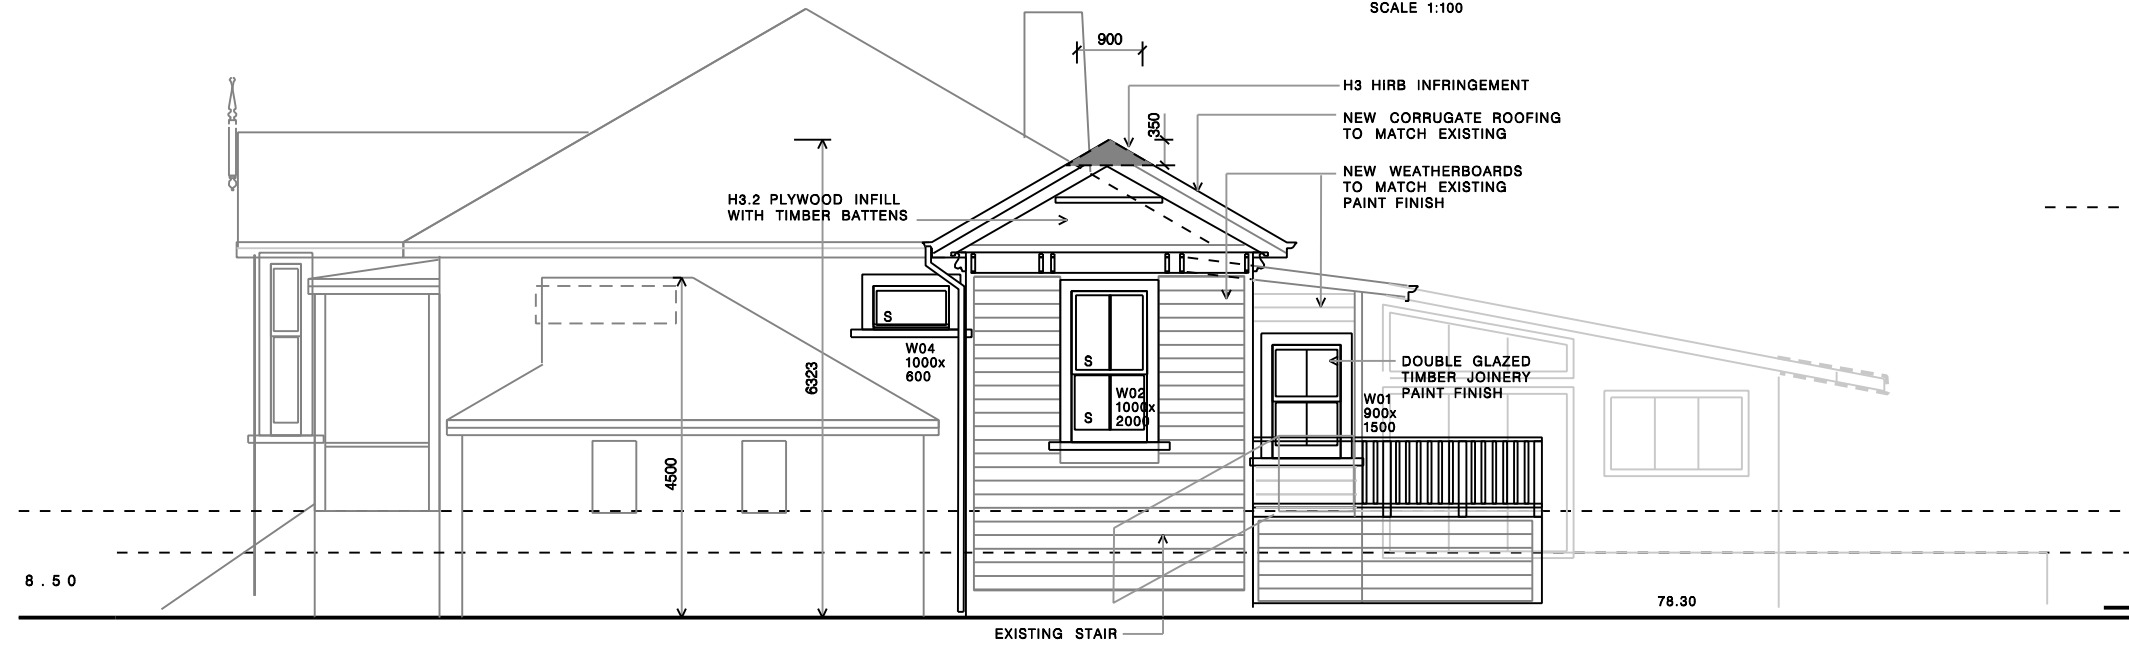 SCALE 1:100
900
H3 HIRB INFRINGEMENT
350
NEW CORRUGATE ROOFING
TO MATCH EXISTING
NEW WEATHERBOARDS
TO MATCH EXISTING
PAINT FINISH
H3.2 PLYWOOD INFILL
WITH TIMBER BATTENS
S
W04
1000x
600
6323
4500
S
S
W02
1000x
2000
DOUBLE GLAZED
TIMBER JOINERY
PAINT FINISH
W01
900x
1500
8.50
78.30
EXISTING STAIR